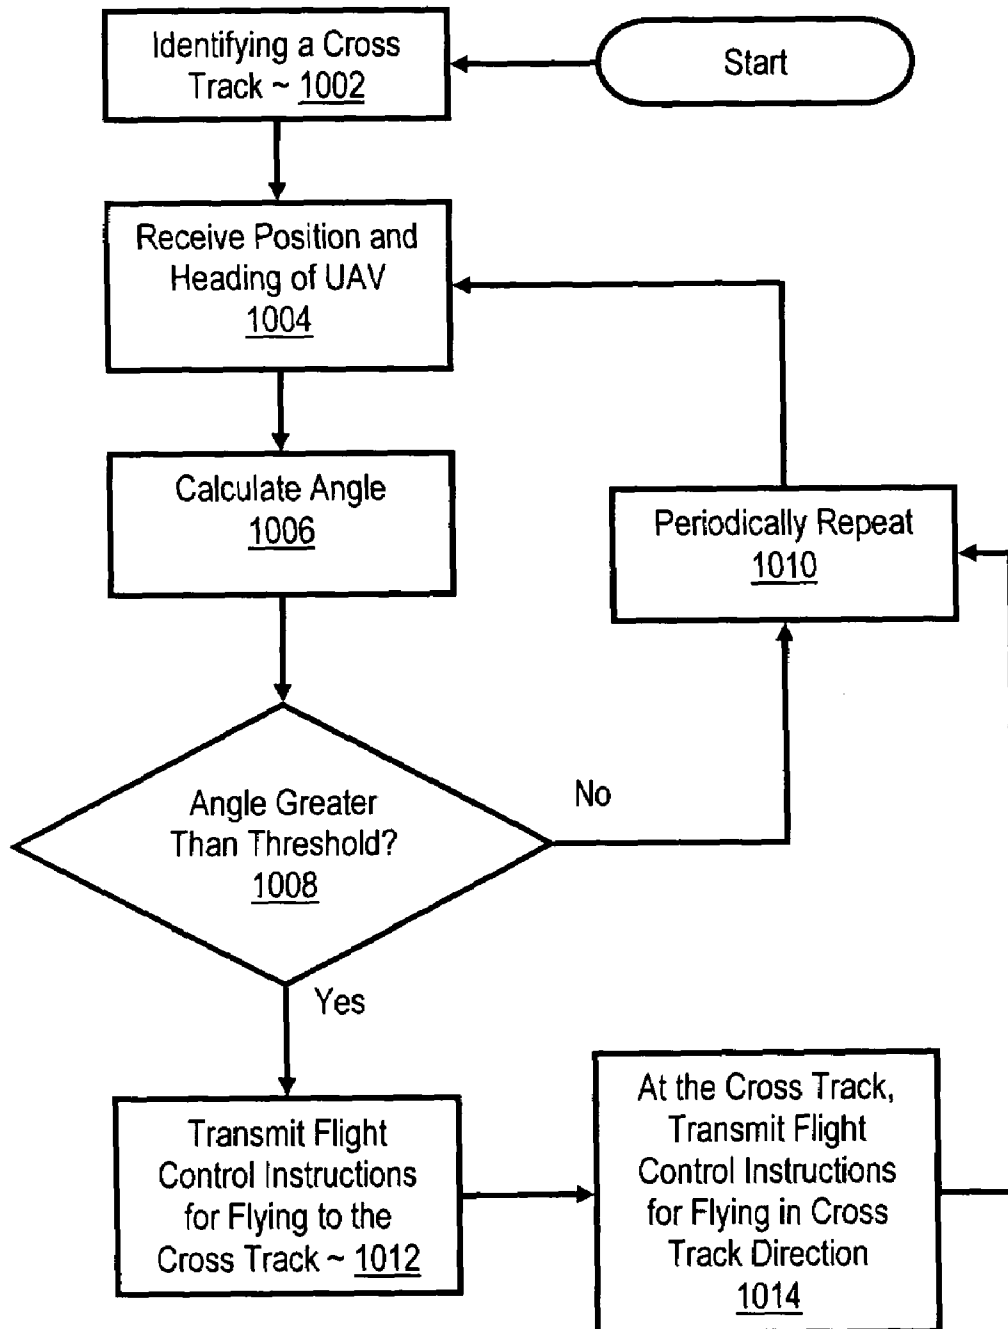 Start
Identifying a Cross
Track ~ 1002
Receive Position and
Heading of UAV
1004
Calculate Angle
1006
Periodically Repeat
1010
Angle Greater
Than Threshold?
1008
No
Yes
Transmit Flight
Control Instructions
for Flying to the
Cross Track ~ 1012
At the Cross Track,
Transmit Flight
Control Instructions
for Flying in Cross
Track Direction
1014